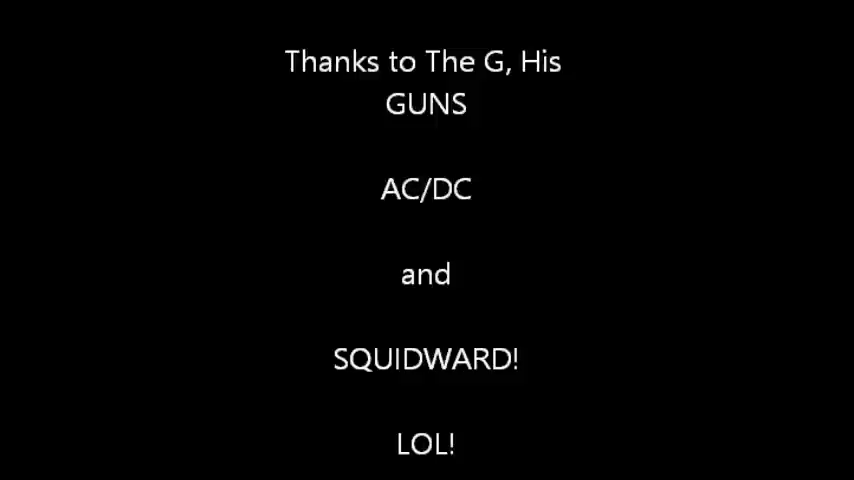 Thanks to The G, His
GUNS
AC/DC
and
SQUIDWARD!
LOL!